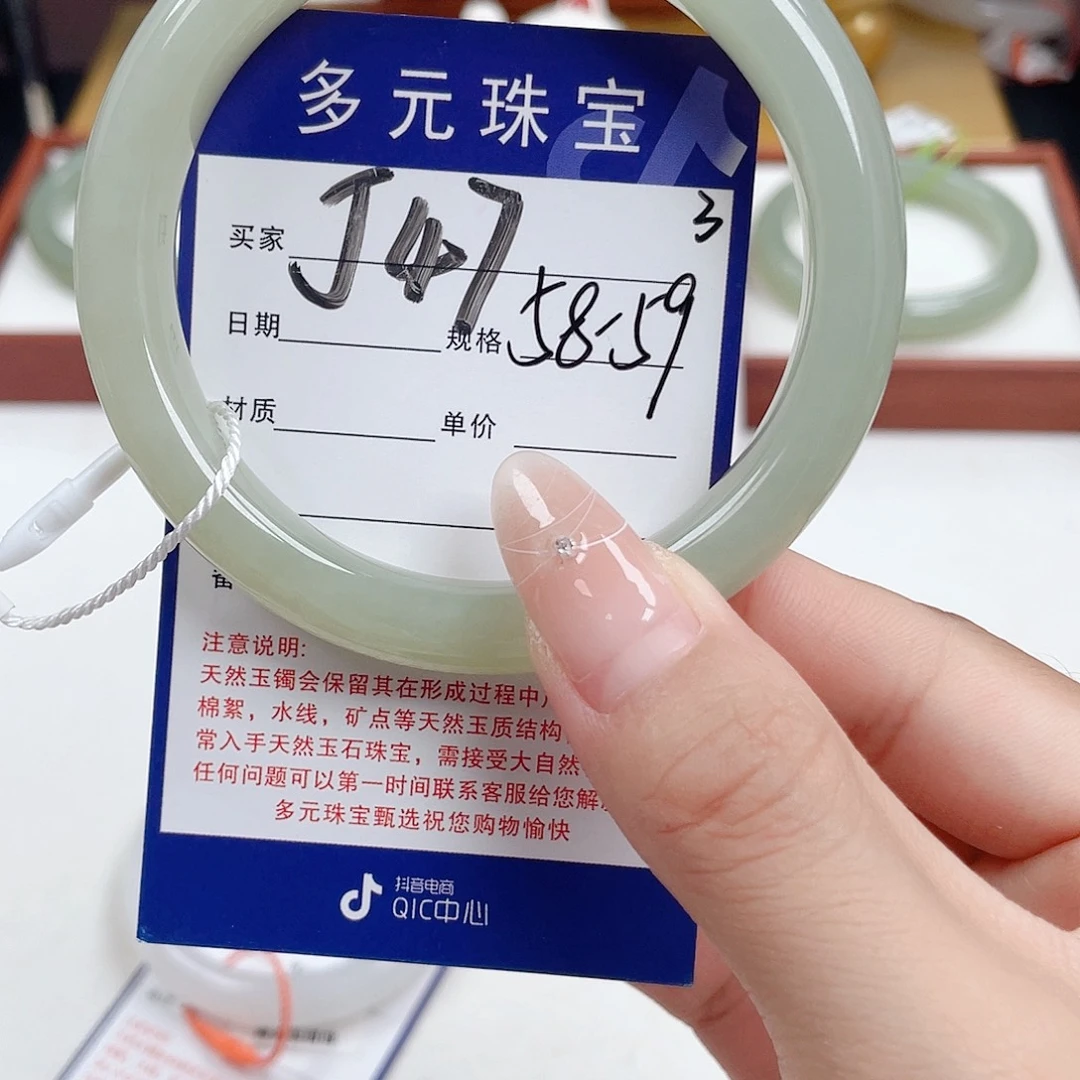 多元珠宝
3
买家 J47
日期 规格 58-59
材质 单价
注意说明:
天然玉镯会保留其在形成过程中
棉絮，水线，矿点等天然玉质结构
常入手天然玉石珠宝，需接受大自然
任何问题可以第一时间联系客服给您解
多元珠宝甄选祝您购物愉快
抖音电商
QIC中心